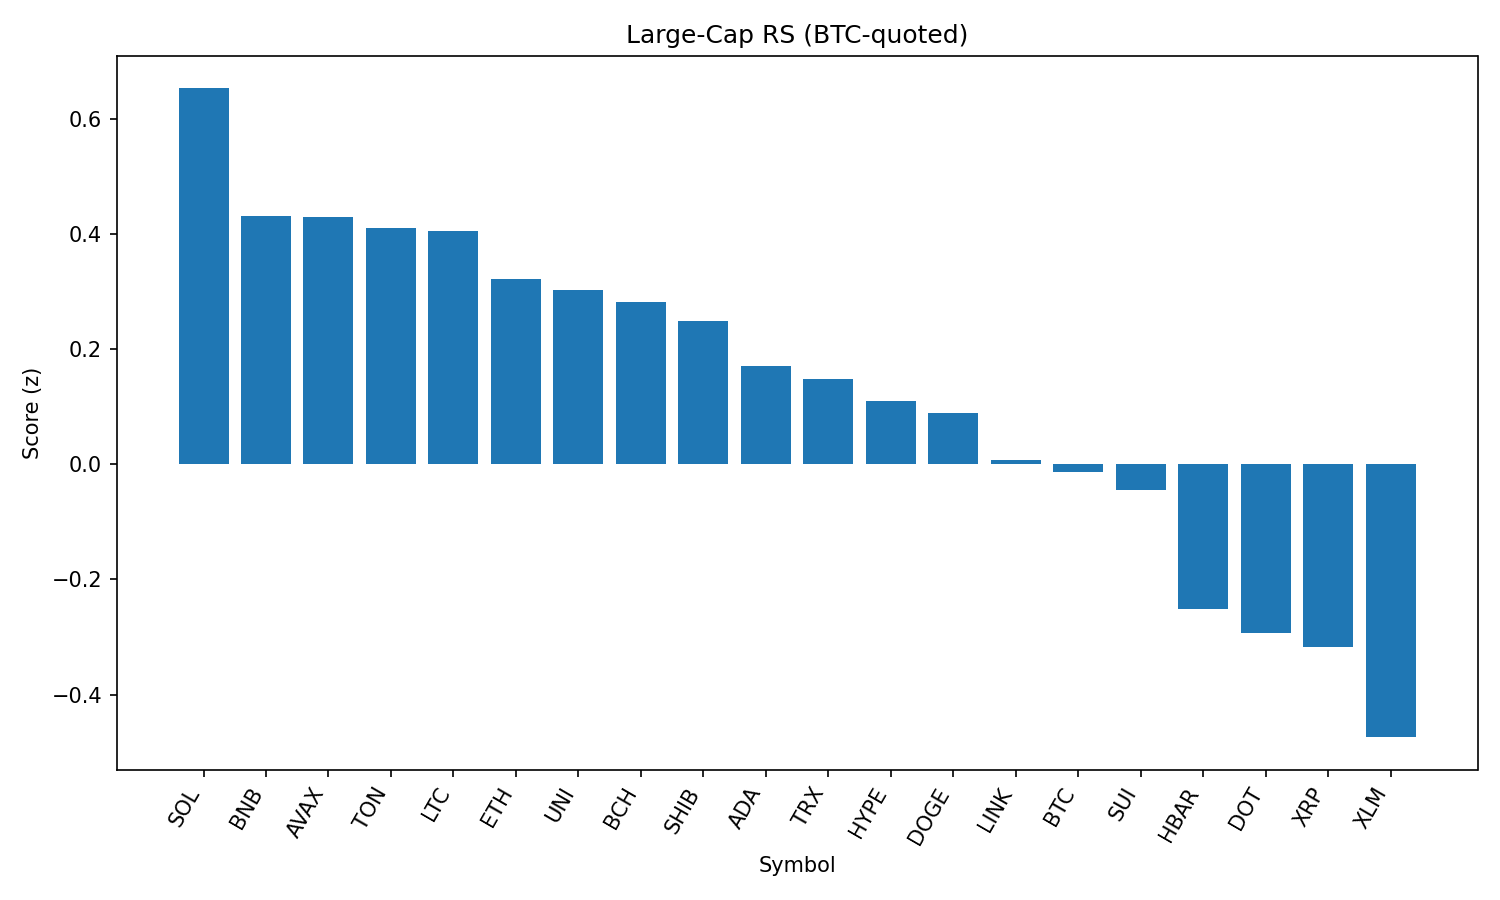 Large-Cap RS (BTC-quoted)
Score (z)
0.6
0.4
0.2
0.0
−0.2
−0.4
SOL
BNB
AVAX
TON
LTC
ETH
UNI
BCH
SHIB
ADA
TRX
HYPE
DOGE
LINK
BTC
SUI
HBAR
DOT
XRP
XLM
Symbol